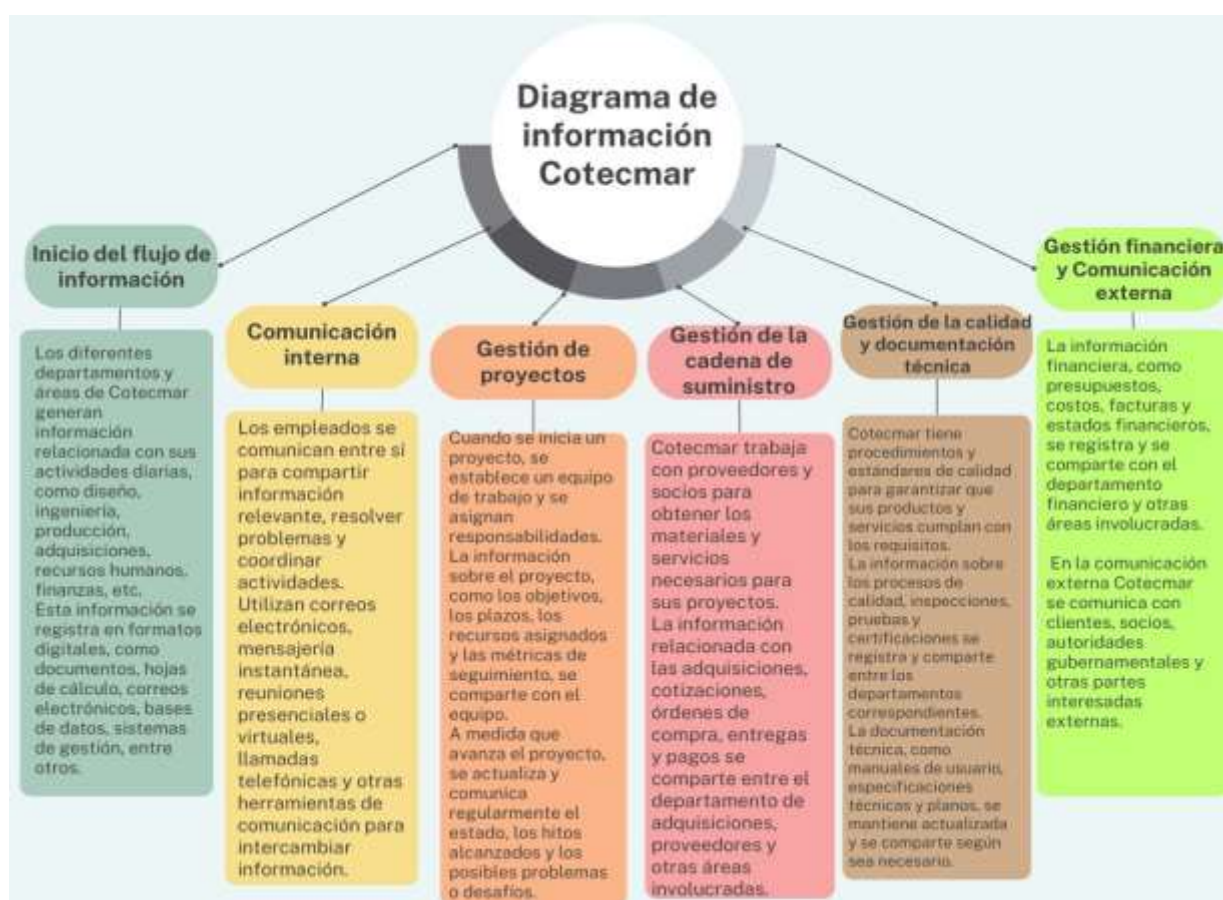 Diagrama de
información
Cotecmar
Inicio del flujo de
información
Los diferentes
departamentos y
áreas de Cotecmar
generan
información
relacionada con sus
actividades diarias,
como diseño,
ingeniería,
producción,
adquisiciones,
recursos humanos,
finanzas, etc.
Esta información se
registra en formatos
digitales, como
documentos, hojas
de cálculo, correos
electrónicos, bases
de datos, sistemas
de gestión, entre
otros.
Comunicación
interna
Los empleados se
comunican entre sí
para compartir
información
relevante, resolver
problemas y
coordinar
actividades.
Utilizan correos
electrónicos,
mensajería
instantánea,
reuniones
presenciales o
virtuales,
llamadas
telefónicas y otras
herramientas de
comunicación para
intercambiar
información.
Gestión de
proyectos
Cuando se inicia un
proyecto, se
establece un equipo
de trabajo y se
asignan
responsabilidades.
La información
sobre el proyecto,
como los objetivos,
los plazos, los
recursos asignados
y las métricas de
seguimiento, se
comparte con el
equipo.
A medida que
avanza el proyecto,
se actualiza y
comunica
regularmente el
estado, los hitos
alcanzados y los
posibles problemas
o desafíos.
Gestión de la
cadena de
suministro
Cotecmar trabaja
con proveedores y
socios para
obtener los
materiales y
servicios
necesarios para
sus proyectos.
La información
relacionada con
las adquisiciones,
cotizaciones,
órdenes de
compra, entregas
y pagos se
comparte entre el
departamento de
adquisiciones,
proveedores y
otras áreas
involucradas.
Gestión de la calidad
y documentación
técnica
Cotecmar tiene
procedimientos y
estándares de calidad
para garantizar que
sus productos y
servicios cumplan con
los requisitos.
La información sobre
los procesos de
calidad, inspecciones,
pruebas y
certificaciones se
registra y comparte
entre los
departamentos
correspondientes.
La documentación
técnica, como
manuales de usuario,
especificaciones
técnicas y planos, se
mantiene actualizada
y se comparte según
sea necesario.
Gestión financiera
y Comunicación
externa
La información
financiera, como
presupuestos,
costos, facturas y
estados financieros,
se registra y se
comparte con el
departamento
financiero y otras
áreas involucradas.
En la comunicación
externa Cotecmar
se comunica con
clientes, socios,
autoridades
gubernamentales y
otras partes
interesadas
externas.